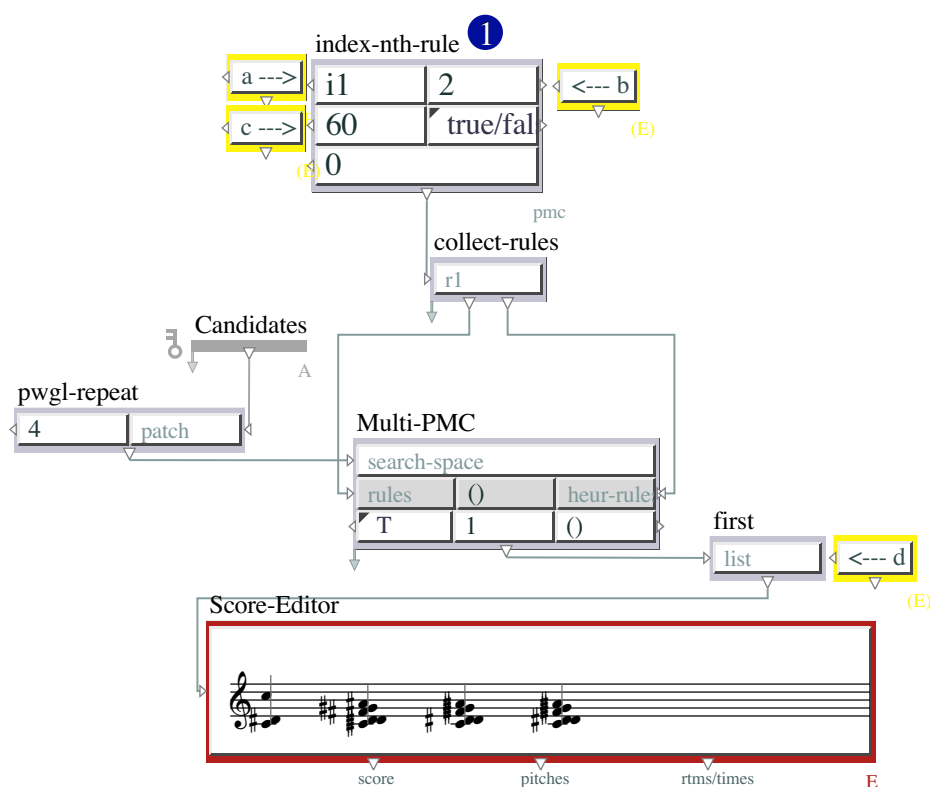 1
index-nth-rule
a --->
i1
2
<--- b
(E)
c --->
60
true/fal
(E)
0
pmc
collect-rules
r1
Candidates
A
pwgl-repeat
4
patch
Multi-PMC
search-space
rules
()
heur-rule
T
1
()
first
list
<--- d
(E)
Score-Editor
score
pitches
rtms/times
E